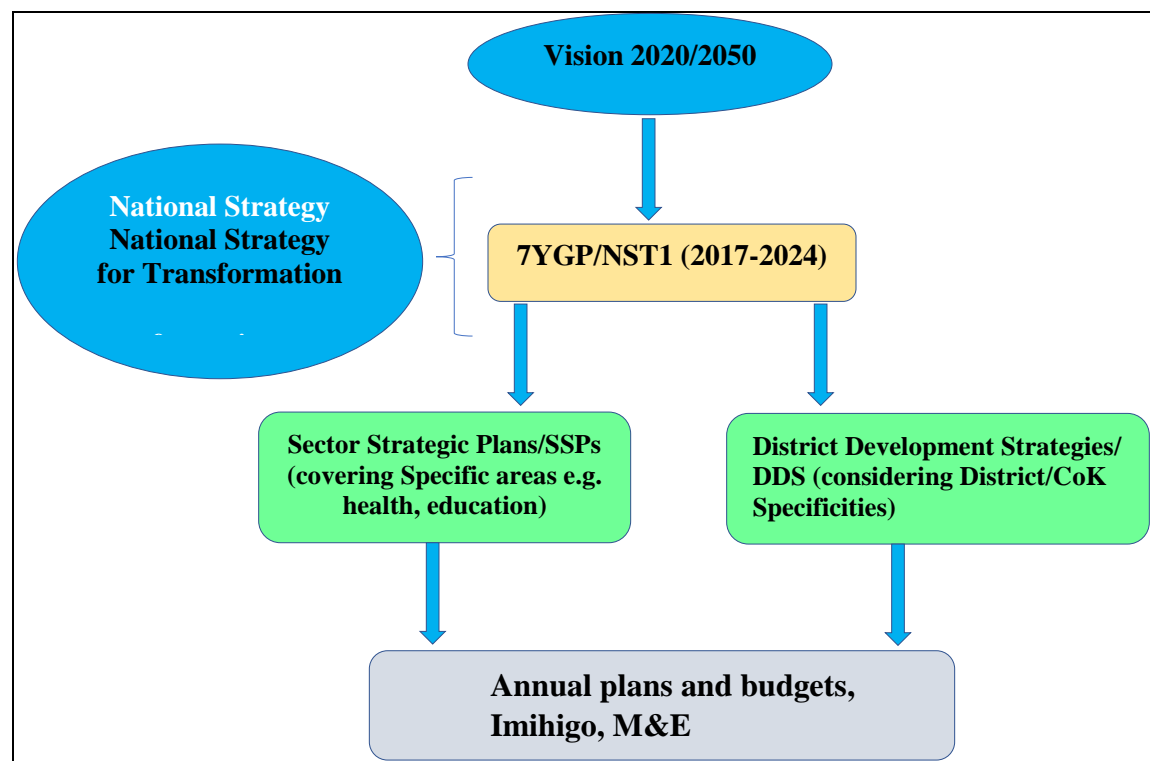 Vision 2020/2050
National Strategy
National Strategy
for Transformation
7YGP/NST1 (2017-2024)
Sector Strategic Plans/SSPs
(covering Specific areas e.g.
health, education)
District Development Strategies/
DDS (considering District/CoK
Specificities)
Annual plans and budgets,
Imihigo, M&E